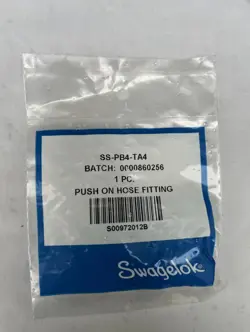 SS-PB4-TA4
BATCH: 0000860256
1 PC.
PUSH ON HOSE FITTING
S00972012B
Swagelok